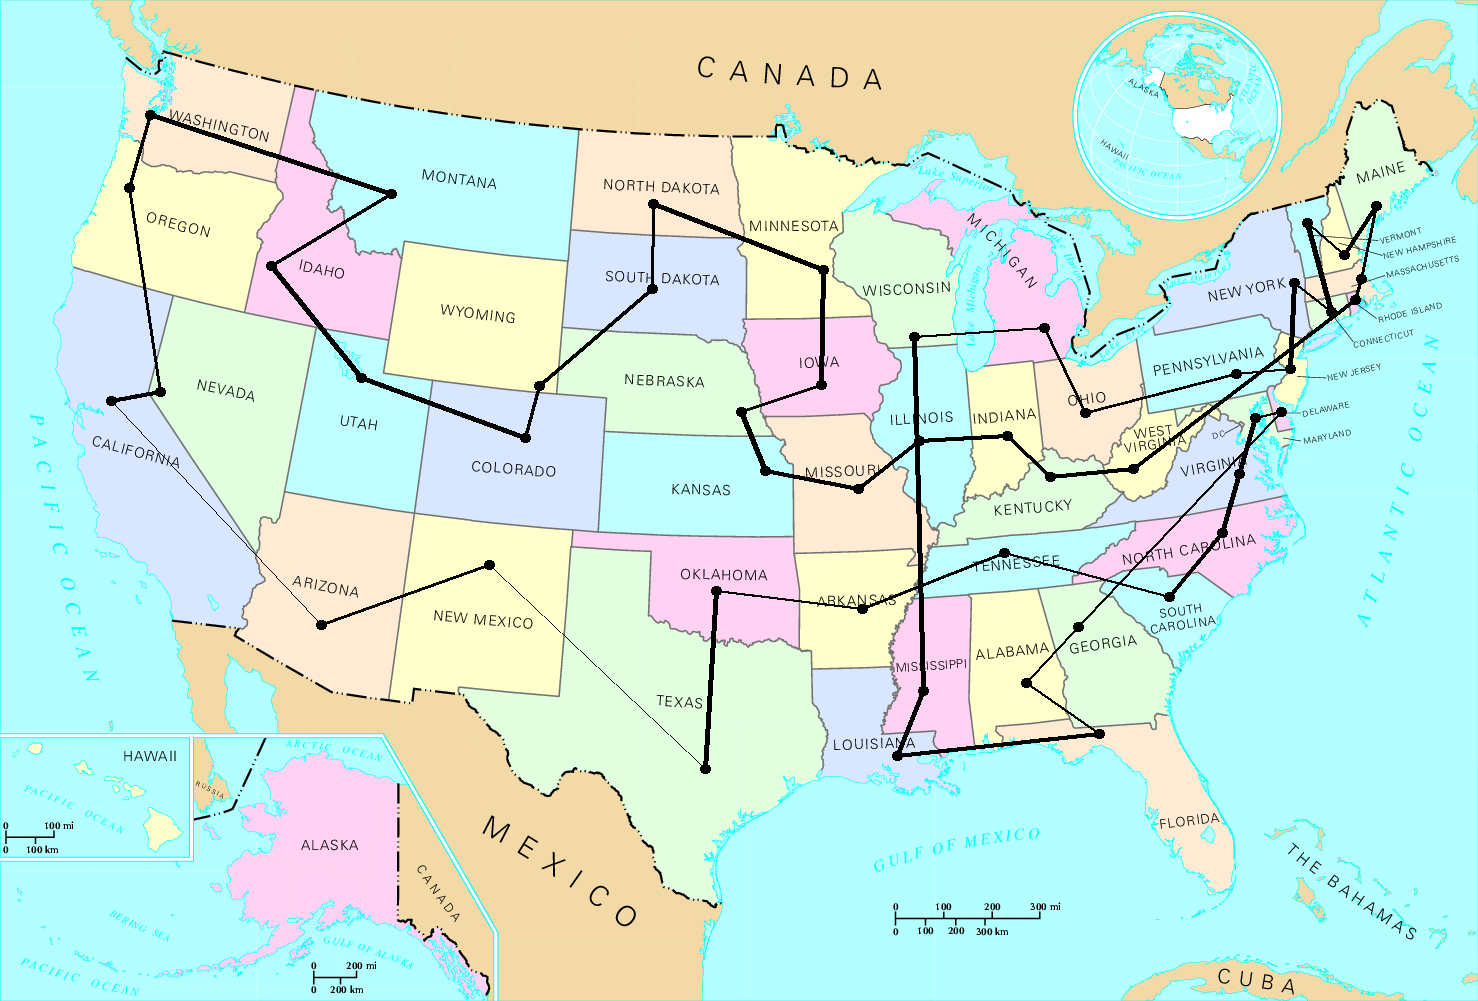 CANADA
ALASKA
ATLANTIC
OCEAN
HAWAII
PACIFIC OCEAN
WASHINGTON
MONTANA
NORTH DAKOTA
MINNESOTA
Lake Superior
MICHIGAN
MAINE
OREGON
IDAHO
SOUTH DAKOTA
WISCONSIN
Lake Michigan
VERMONT
NEW HAMPSHIRE
MASSACHUSETTS
NEW YORK
RHODE ISLAND
CONNECTICUT
WYOMING
IOWA
PENNSYLVANIA
NEW JERSEY
NEVADA
NEBRASKA
OHIO
DELAWARE
MARYLAND
UTAH
ILLINOIS
INDIANA
WEST
VIRGINIA
DC
CALIFORNIA
COLORADO
KANSAS
MISSOURI
VIRGINIA
KENTUCKY
PACIFIC OCEAN
ATLANTIC OCEAN
NORTH CAROLINA
TENNESSEE
ARIZONA
NEW MEXICO
OKLAHOMA
ARKANSAS
SOUTH
CAROLINA
MISSISSIPPI
ALABAMA
GEORGIA
TEXAS
LOUISIANA
FLORIDA
HAWAII
PACIFIC OCEAN
0 100 mi
0 100 km
ARCTIC OCEAN
RUSSIA
ALASKA
CANADA
BERING SEA
GULF OF ALASKA
PACIFIC OCEAN
0 200 mi
0 200 km
MEXICO
GULF OF MEXICO
0 100 200 300 mi
0 100 200 300 km
THE BAHAMAS
CUBA